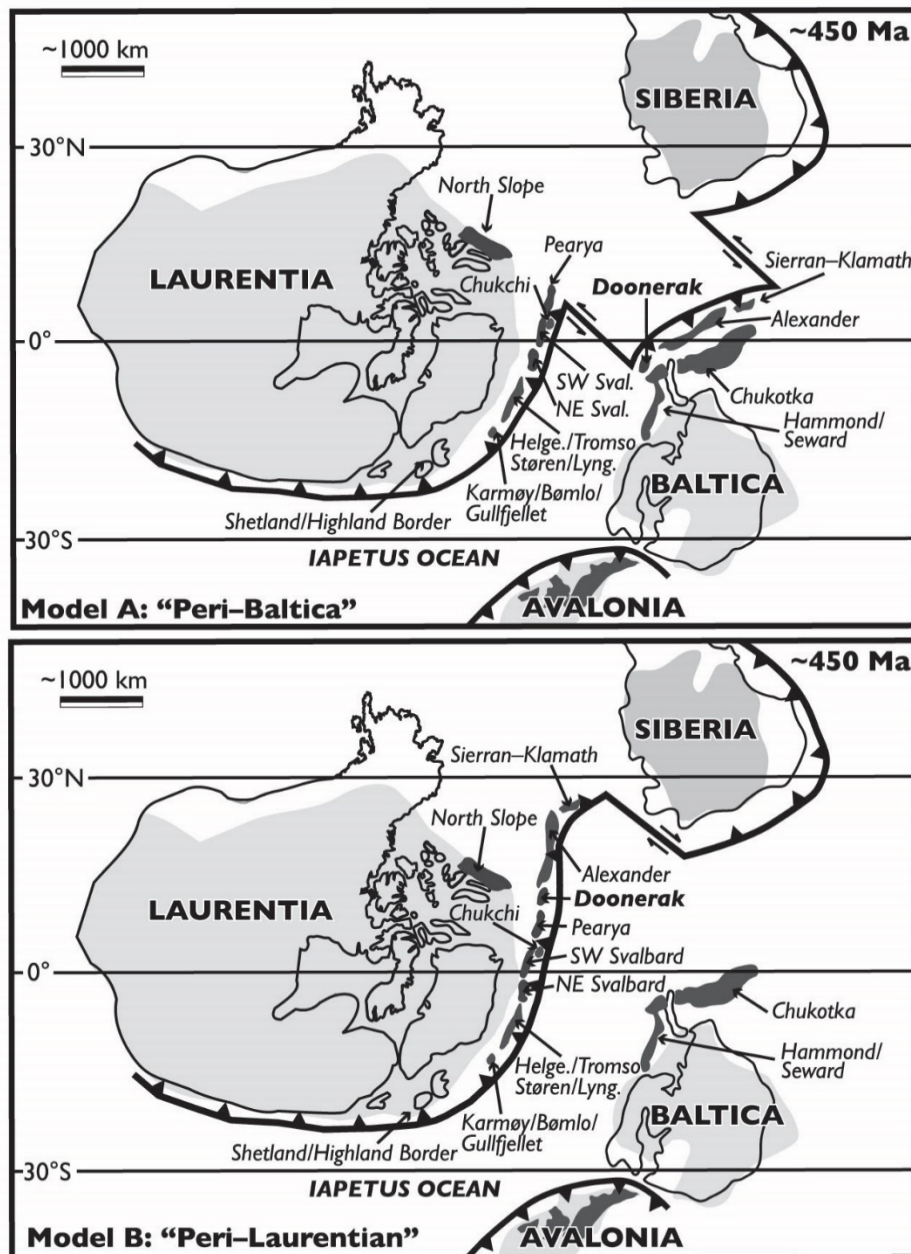 ~1000 km
~450 Ma
SIBERIA
30°N
North Slope
Pearya
LAURENTIA
Chukchi
Doonerak
Sierran–Klamath
Alexander
0°
SW Sval.
NE Sval.
Chukotka
Hammond/
Seward
Helge./Tromso
Støren/Lyng.
BALTICA
Karmøy/Bømlo/
Gullfjellet
Shetland/Highland Border
30°S
IAPETUS OCEAN
Model A: “Peri–Baltica”
AVALONIA
~1000 km
~450 Ma
SIBERIA
Sierran–Klamath
30°N
North Slope
Alexander
LAURENTIA
Doonerak
Chukchi
Pearya
SW Svalbard
0°
NE Svalbard
Chukotka
Hammond/
Seward
Helge./Tromso
Støren/Lyng.
BALTICA
Karmøy/Bømlo/
Gullfjellet
Shetland/Highland Border
30°S
IAPETUS OCEAN
Model B: “Peri–Laurentian”
AVALONIA